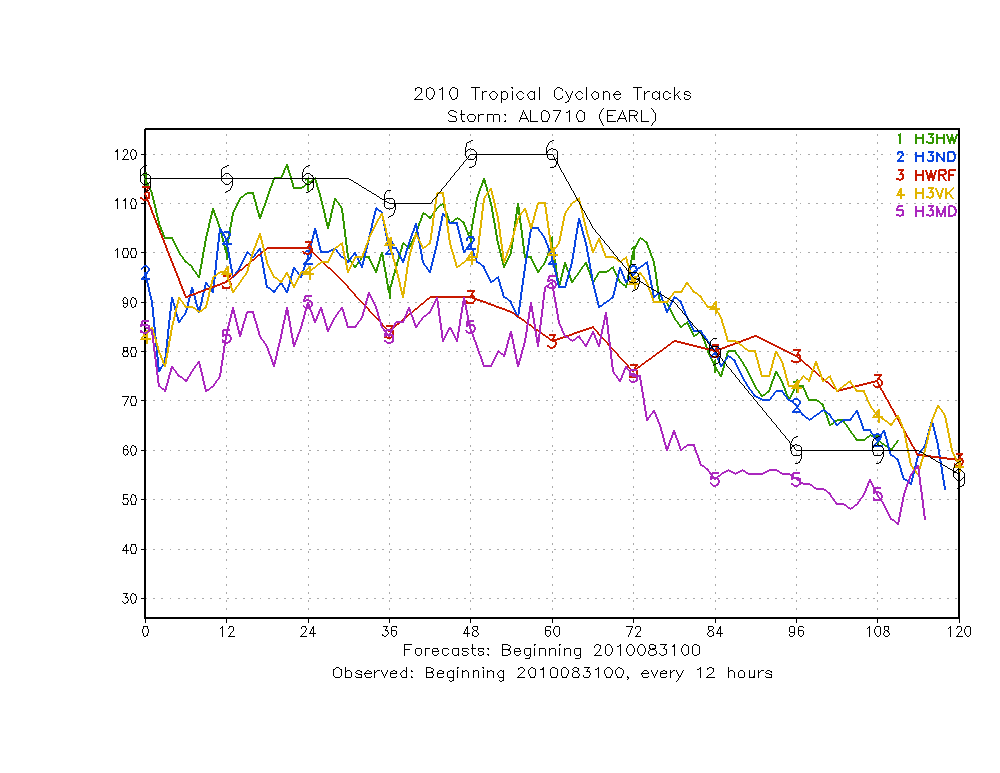 2010 Tropical Cyclone Tracks
Storm: AL0710 (EARL)
1 H3HW
2 H3ND
3 HWRF
4 H3VK
5 H3MD
120
110
100
90
80
70
60
50
40
30
0 12 24 36 48 60 72 84 96 108 120
Forecasts: Beginning 2010083100
Observed: Beginning 2010083100, every 12 hours